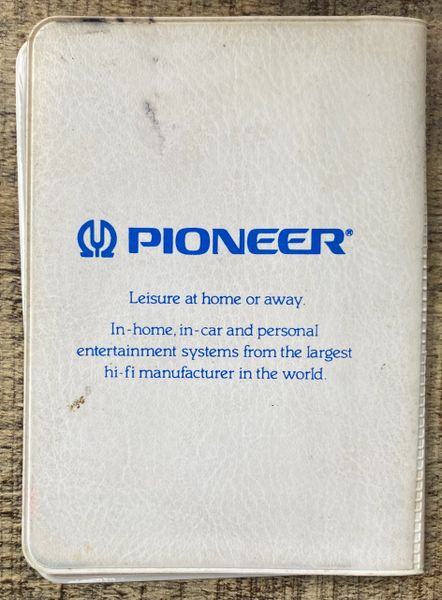 PIONEER®
Leisure at home or away.
In-home, in-car and personal
entertainment systems from the largest
hi-fi manufacturer in the world.